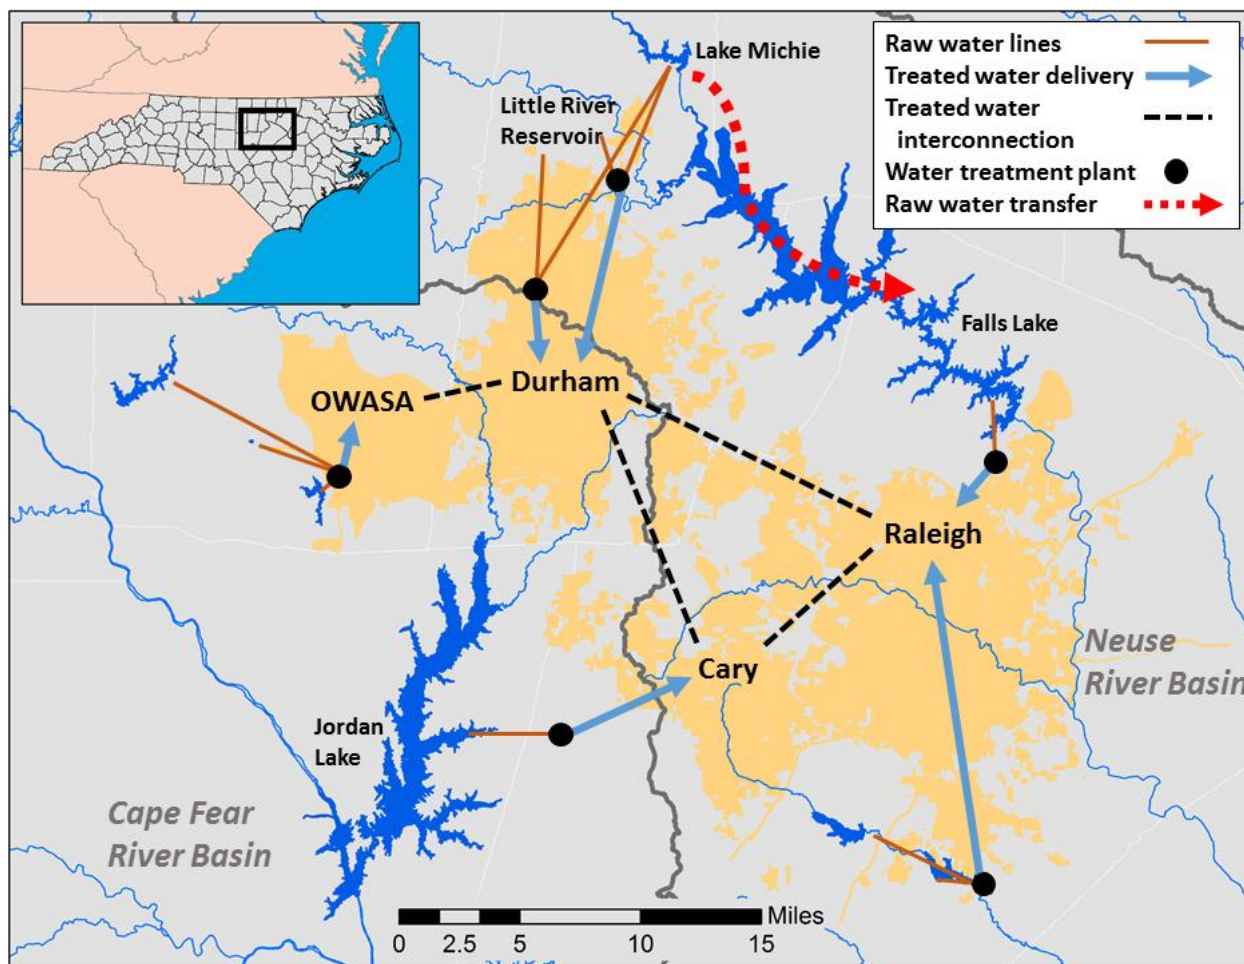 Lake Michie
Little River
Reservoir
Raw water lines
Treated water delivery
Treated water
interconnection
Water treatment plant
Raw water transfer
Falls Lake
OWASA
Durham
Raleigh
Cary
Neuse
River Basin
Jordan
Lake
Cape Fear
River Basin
Miles
0 2.5 5 10 15